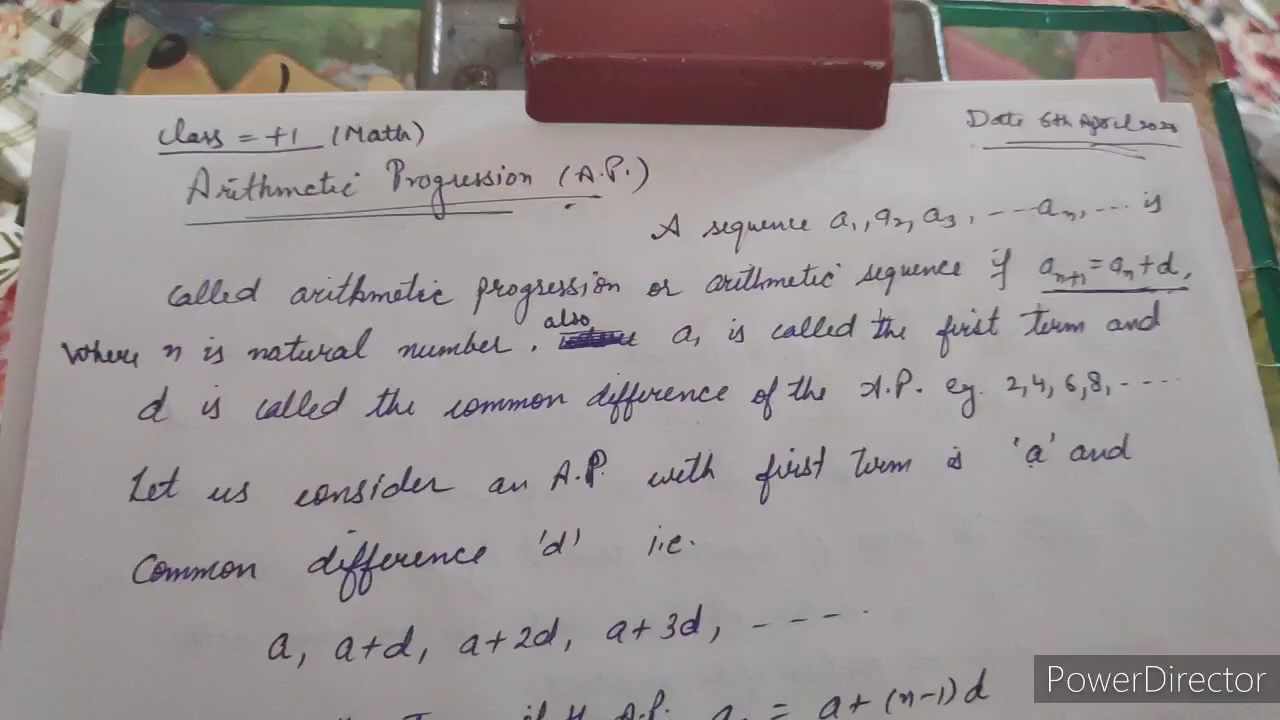 Class = +1 (Math)
Date 6th April 2020
Arithmetic Progression (A.P.)
A sequence a₁, a₂, a₃, ---aₙ, --- is
called arithmetic progression or arithmetic sequence if aₙ₊₁ = aₙ + d,
where n is natural number. also a₁ is called the first term and
d is called the common difference of the A.P. eg. 2, 4, 6, 8, ----
Let us consider an A.P. with first term is 'a' and
Common difference 'd' i.e.
a, a+d, a+2d, a+3d, ----
A.P. = a + (n-1)d
PowerDirector